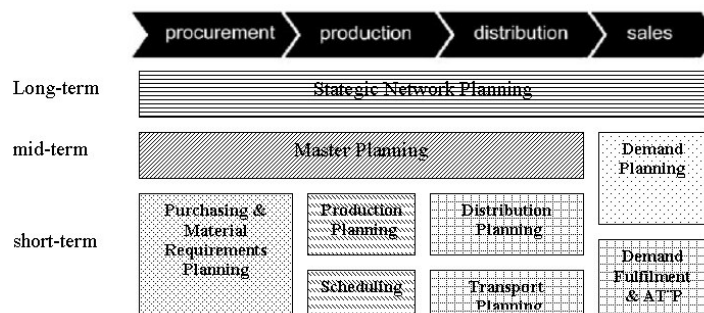 procurement production distribution sales
Long-term
Stategic Network Planning
mid-term
Master Planning
Demand
Planning
short-term
Purchasing &
Material
Requirements
Planning
Production
Planning
Distribution
Planning
Scheduling
Transport
Planning
Demand
Fulfilment
& ATP